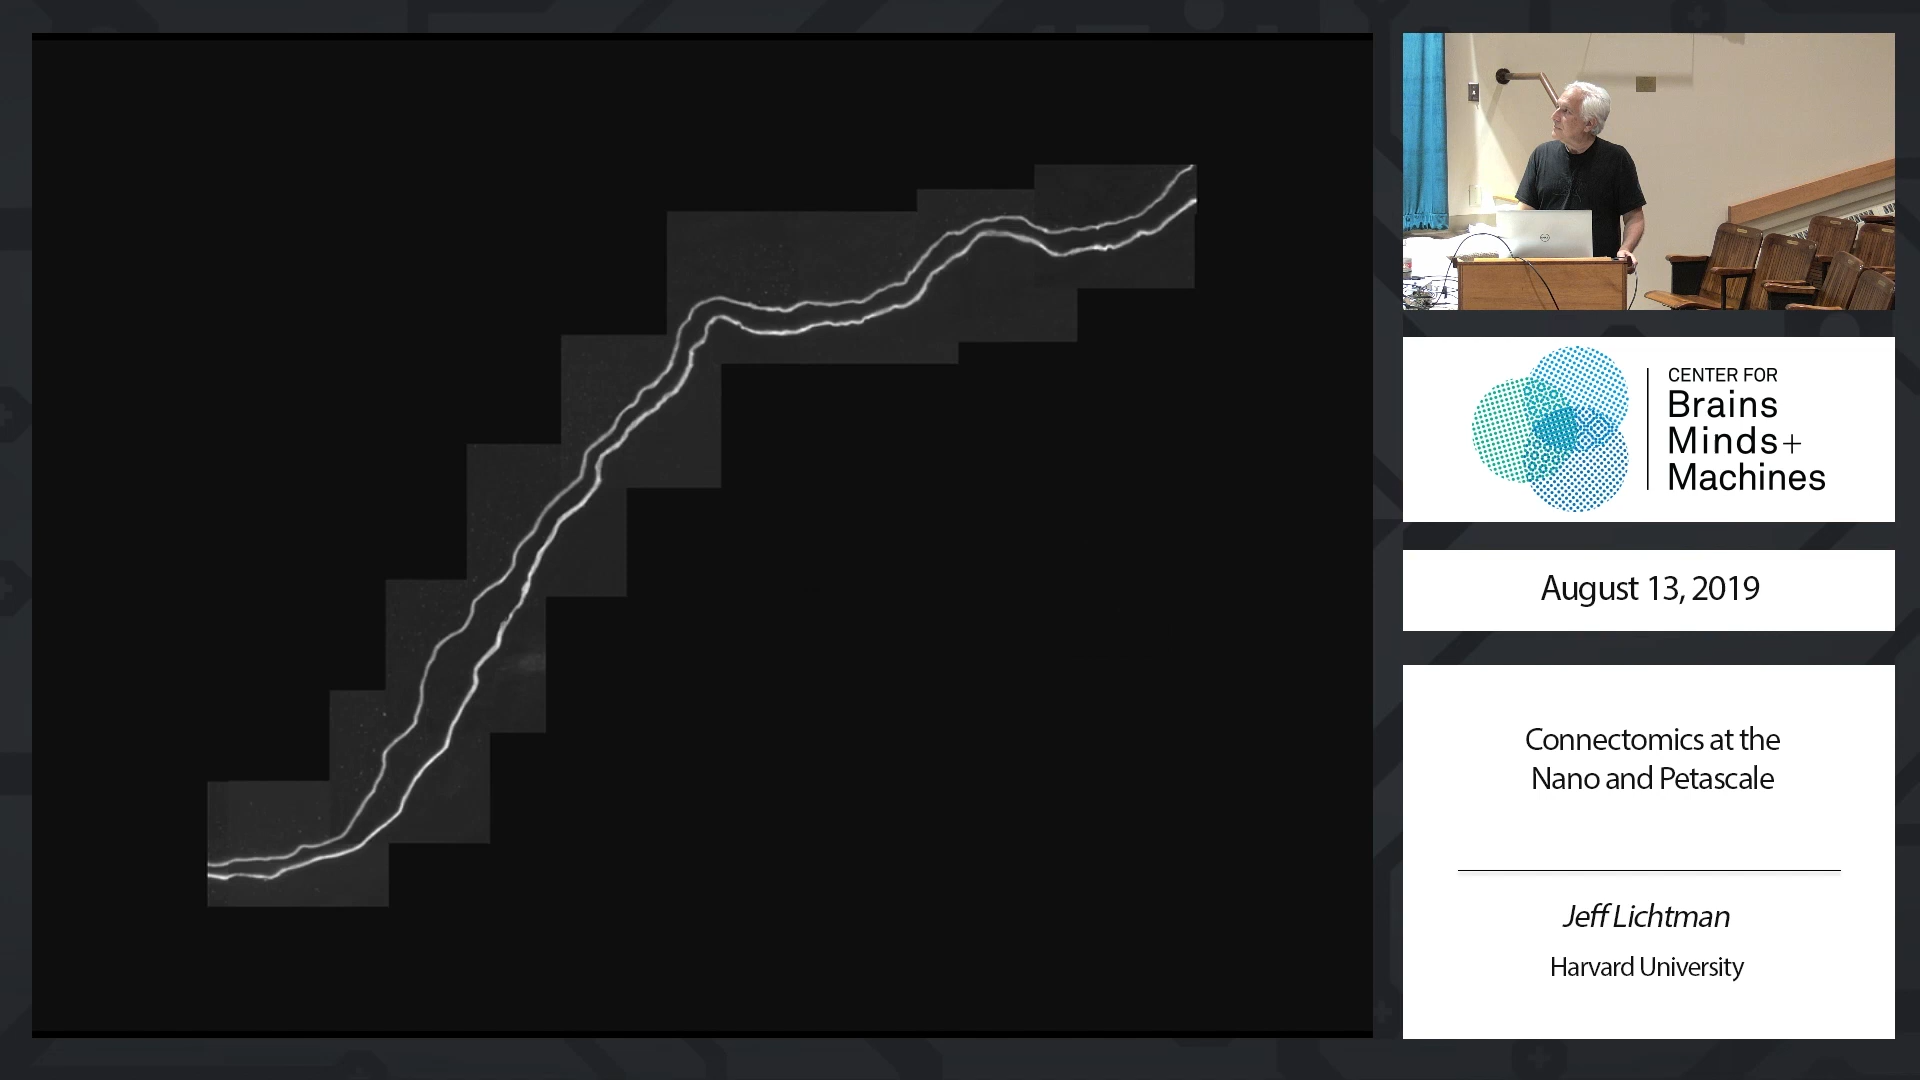 CENTER FOR
Brains
Minds+
Machines
August 13, 2019
Connectomics at the
Nano and Petascale
Jeff Lichtman
Harvard University